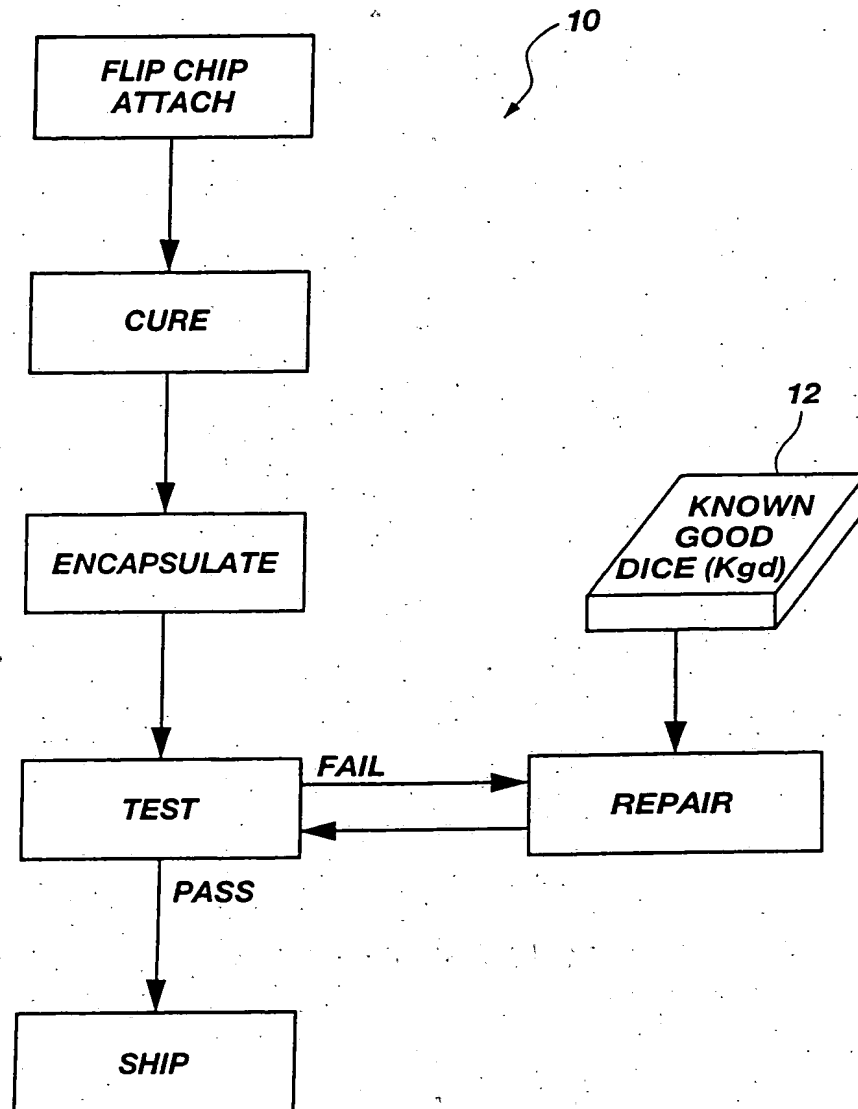 10
FLIP CHIP
ATTACH
CURE
12
KNOWN
GOOD
DICE (Kgd)
ENCAPSULATE
FAIL
TEST
REPAIR
PASS
SHIP